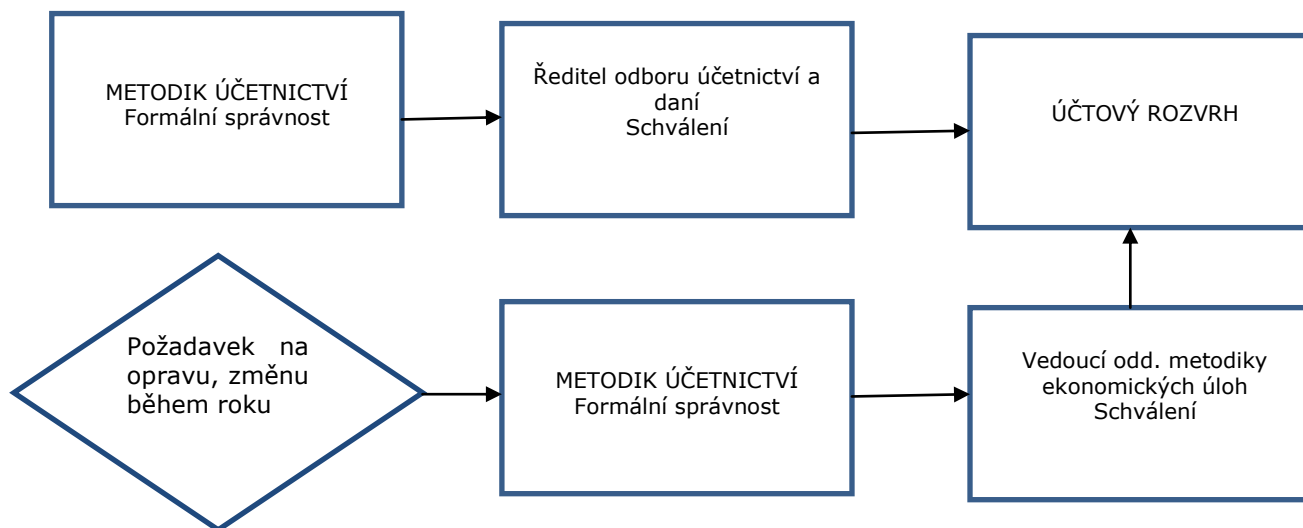 METODIK ÚČETNICTVÍ
Formální správnost
Ředitel odboru účetnictví a
daní
Schválení
ÚČTOVÝ ROZVRH
Požadavek na
opravu, změnu
během roku
METODIK ÚČETNICTVÍ
Formální správnost
Vedoucí odd. metodiky
ekonomických úloh
Schválení